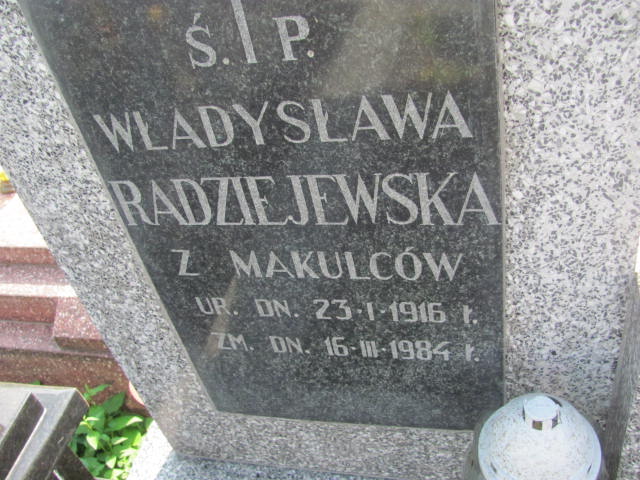 Ś. P.
WŁADYSŁAWA
RADZIEJEWSKA
Z MAKULCÓW
UR. DN. 23·I·1916 r.
ZM. DN. 16·III·1984 r.